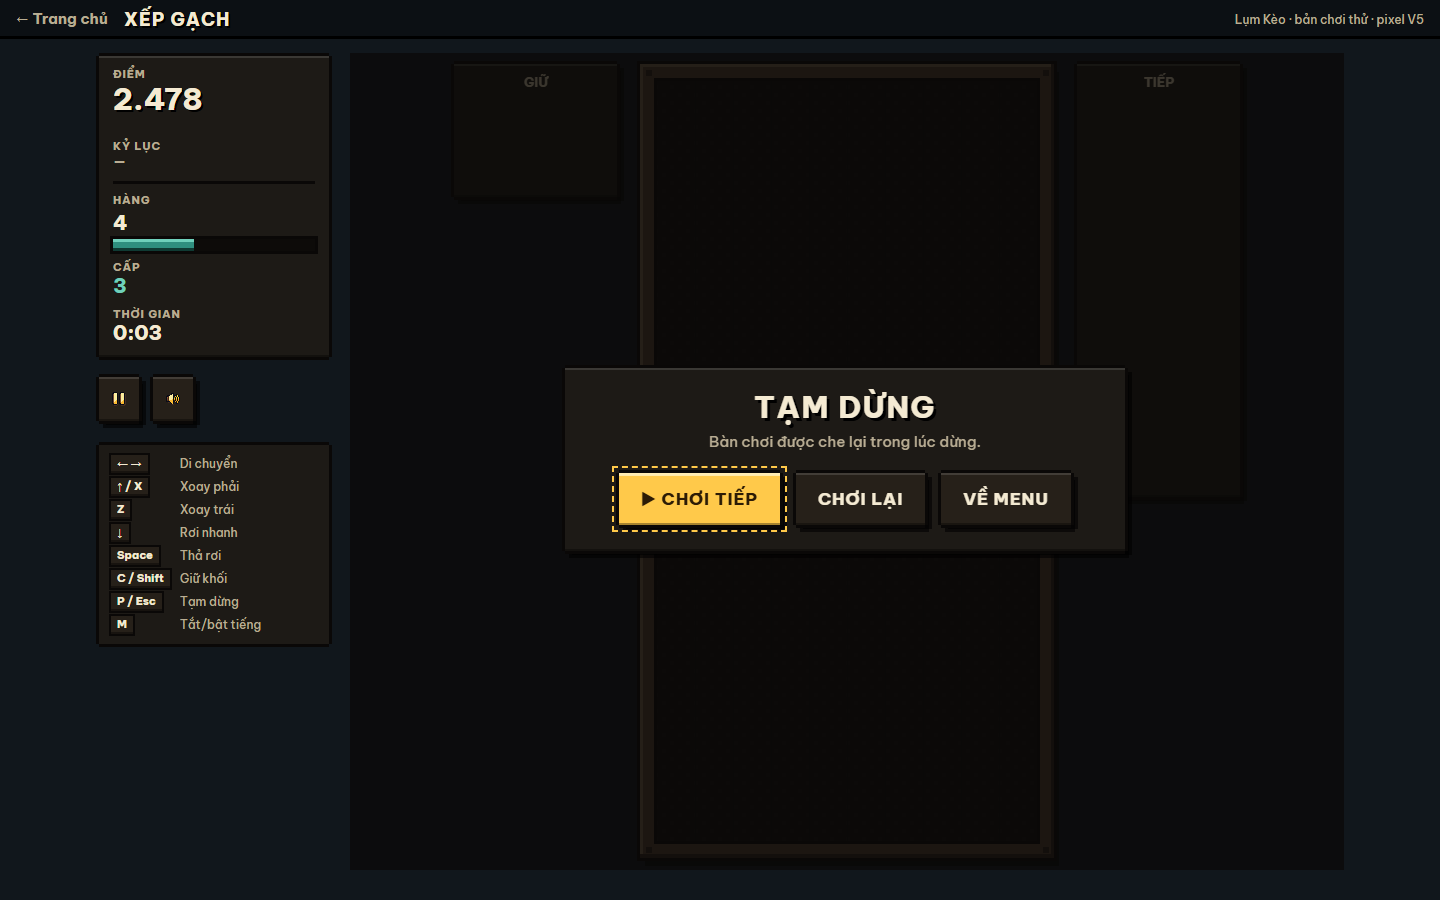 ← Trang chủ XẾP GẠCH
Lụm Kèo · bản chơi thử · pixel V5
ĐIỂM
2.478
KỶ LỤC
–
HÀNG
4
CẤP
3
THỜI GIAN
0:03
←→ Di chuyển
↑ / X Xoay phải
Z Xoay trái
↓ Rơi nhanh
Space Thả rơi
C / Shift Giữ khối
P / Esc Tạm dừng
M Tắt/bật tiếng
GIỮ
TIẾP
TẠM DỪNG
Bàn chơi được che lại trong lúc dừng.
▶ CHƠI TIẾP
CHƠI LẠI
VỀ MENU